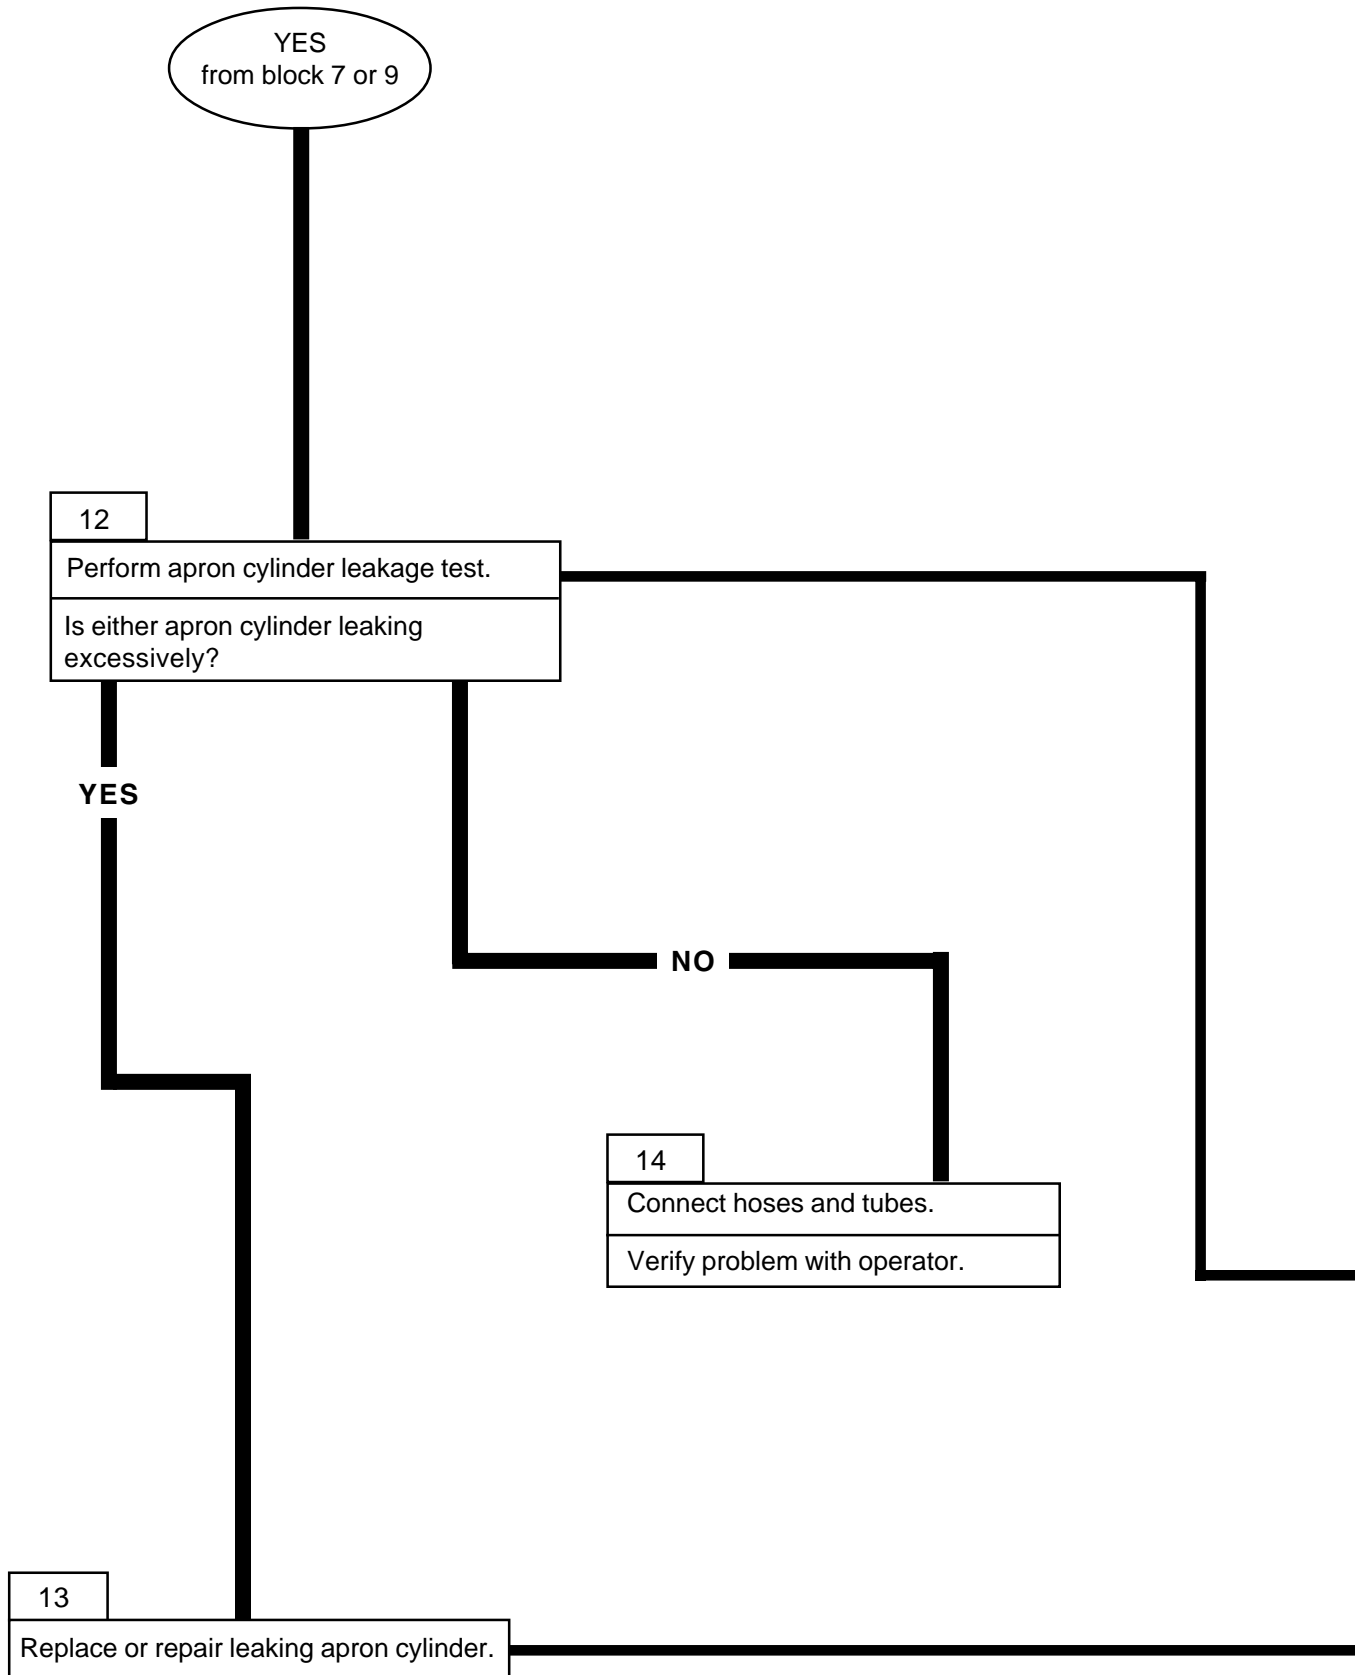 YES
from block 7 or 9
12
Perform apron cylinder leakage test.
Is either apron cylinder leaking
excessively?
YES
NO
14
Connect hoses and tubes.
Verify problem with operator.
13
Replace or repair leaking apron cylinder.